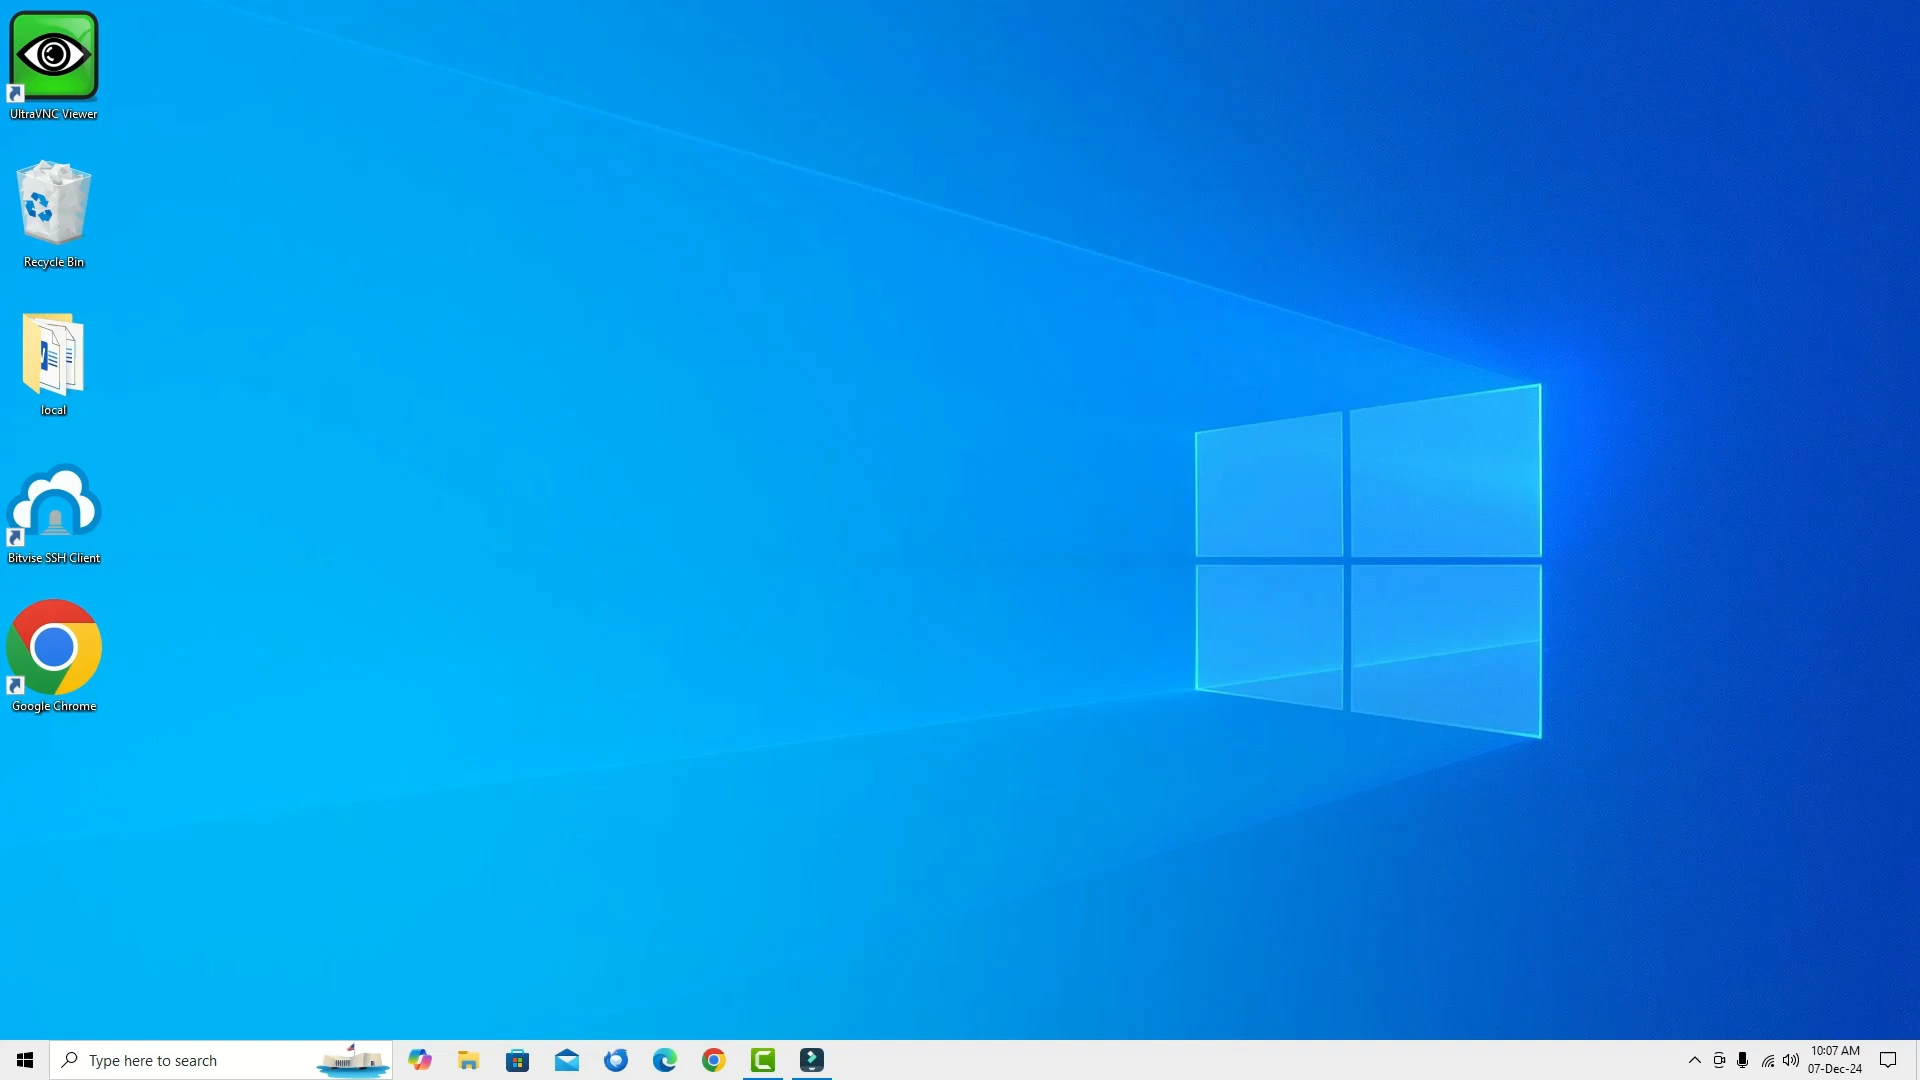 UltraVNC Viewer
Recycle Bin
local
Bitvise SSH Client
Google Chrome
Type here to search
10:07 AM
07-Dec-24